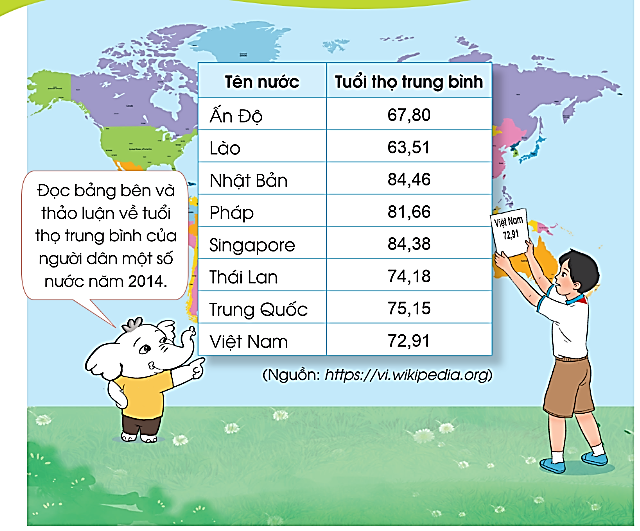 Tên nước Tuổi thọ trung bình
Ấn Độ 67,80
Lào 63,51
Nhật Bản 84,46
Pháp 81,66
Singapore 84,38
Thái Lan 74,18
Trung Quốc 75,15
Việt Nam 72,91
(Nguồn: https://vi.wikipedia.org)
Đọc bảng bên và
thảo luận về tuổi
thọ trung bình của
người dân một số
nước năm 2014.
Việt Nam
72,91